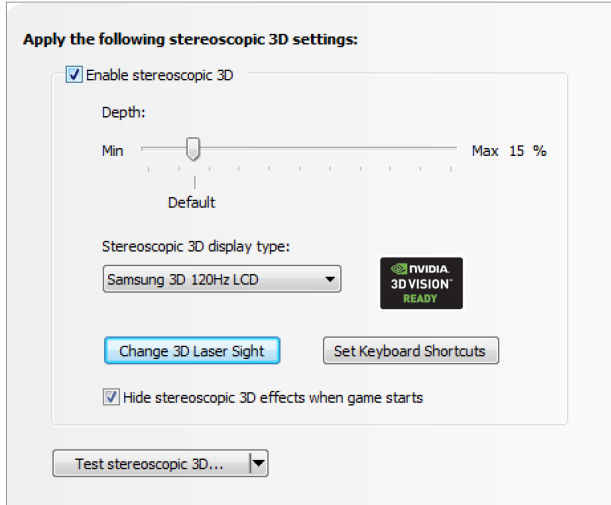 Apply the following stereoscopic 3D settings:
Enable stereoscopic 3D
Depth:
Min Max 15 %
Default
Stereoscopic 3D display type:
Samsung 3D 120Hz LCD
NVIDIA.
3D VISION™
READY
Change 3D Laser Sight Set Keyboard Shortcuts
Hide stereoscopic 3D effects when game starts
Test stereoscopic 3D...